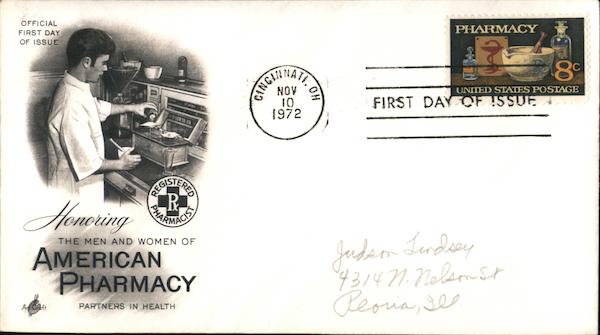 OFFICIAL
FIRST DAY
OF ISSUE
REGISTERED
PHARMACIST
Rx
Honoring
THE MEN AND WOMEN OF
AMERICAN
PHARMACY
PARTNERS IN HEALTH
ArtCraft
CINCINNATI, OH
NOV
10
1972
FIRST DAY OF ISSUE
PHARMACY
8c
UNITED STATES POSTAGE
Judson Lindsey
4314 N. Nelson St
Peoria, Ill